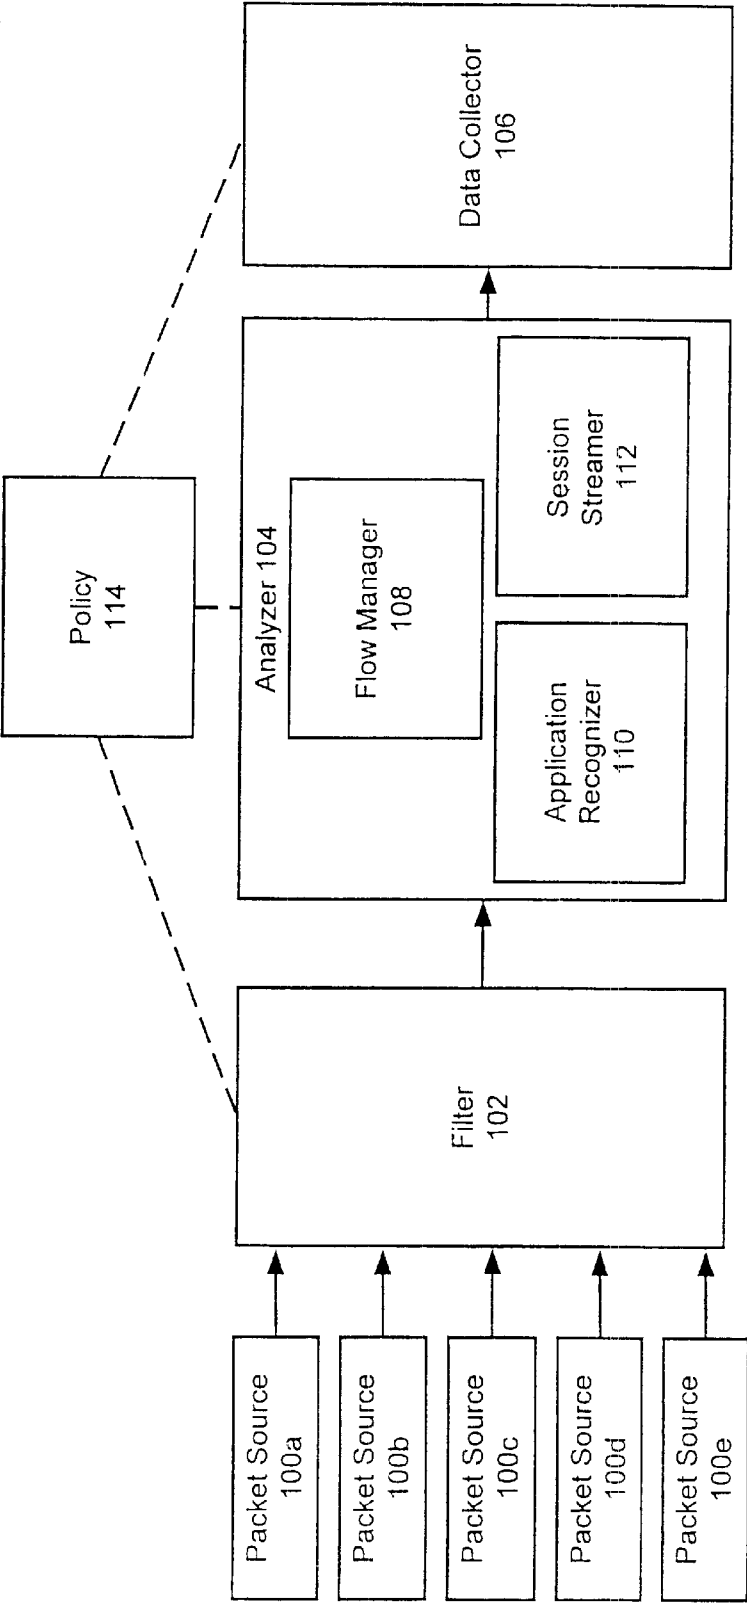 Policy
114
Packet Source
100a
Packet Source
100b
Packet Source
100c
Packet Source
100d
Packet Source
100e
Filter
102
Analyzer 104
Flow Manager
108
Application
Recognizer
110
Session
Streamer
112
Data Collector
106